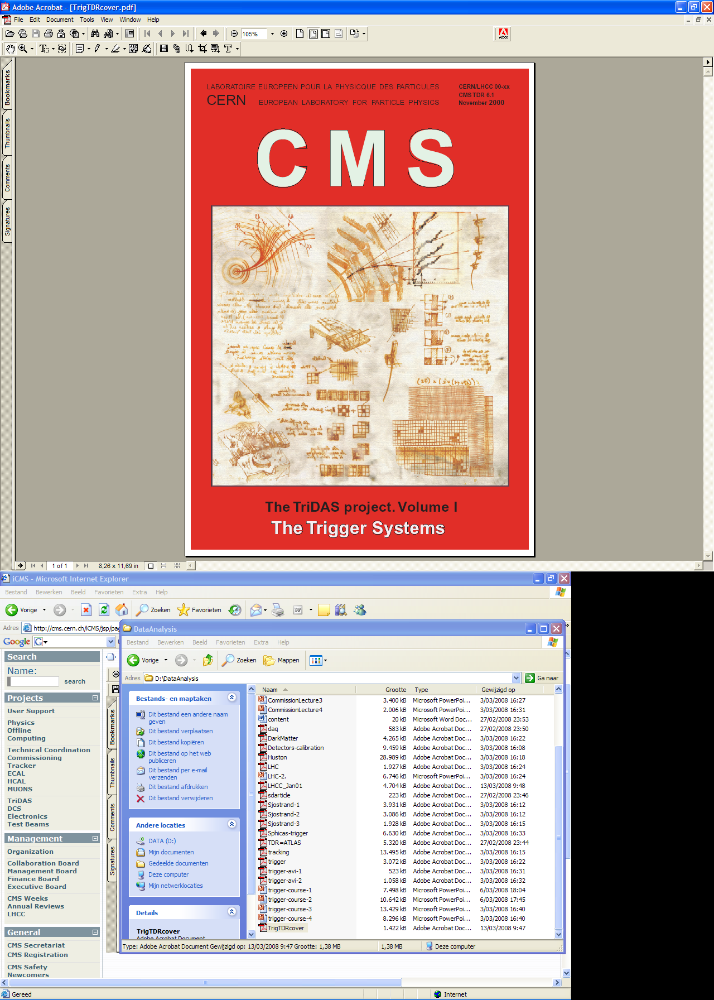 Adobe Acrobat - [TrigTDRcover.pdf]
File Edit Document Tools View Window Help
105%
Adobe
Bookmarks
Thumbnails
Comments
Signatures
LABORATOIRE EUROPEEN POUR LA PHYSICQUE DES PARTICULES
CERN EUROPEAN LABORATORY FOR PARTICLE PHYSICS
CERN/LHCC 00-xx
CMS TDR 6.1
November 2000
CMS
The TriDAS project. Volume I
The Trigger Systems
1 of 1 8,26 x 11,69 in
iCMS - Microsoft Internet Explorer
Bestand Bewerken Beeld Favorieten Extra Help
Vorige Zoeken Favorieten
Adres http://cms.cern.ch/iCMS/jsp/pag
Google
Search
Name:
search
Projects
User Support
Physics
Offline
Computing
Technical Coordination
Commissioning
Tracker
ECAL
HCAL
MUONS
TriDAS
DCS
Electronics
Test Beams
Management
Organization
Collaboration Board
Management Board
Finance Board
Executive Board
CMS Weeks
Annual Reviews
LHCC
General
CMS Secretariat
CMS Registration
CMS Safety
Newcomers
Bookmarks
Thumbnails
Comments
Signatures
DataAnalysis
Bestand Bewerken Beeld Favorieten Extra Help
Vorige Zoeken Mappen
Adres D:\DataAnalysis Ga naar
Bestands- en maptaken
Dit bestand een andere naam
geven
Dit bestand verplaatsen
Dit bestand kopiëren
Dit bestand op het web
publiceren
Dit bestand per e-mail
verzenden
Dit bestand afdrukken
Dit bestand verwijderen
Andere locaties
DATA (D:)
Mijn documenten
Gedeelde documenten
Deze computer
Mijn netwerklocaties
Details
TrigTDRcover
Adobe Acrobat Document
Naam Grootte Type Gewijzigd op
CommissionLecture3 3.400 kB Microsoft PowerPoi... 3/03/2008 16:27
CommissionLecture4 2.006 kB Microsoft PowerPoi... 3/03/2008 16:31
content 20 kB Microsoft Word Doc... 27/02/2008 23:53
daq 583 kB Adobe Acrobat Doc... 27/02/2008 23:50
DarkMatter 4.265 kB Adobe Acrobat Doc... 3/03/2008 16:22
Detectors-calibration 9.459 kB Adobe Acrobat Doc... 3/03/2008 16:08
Huston 28.989 kB Adobe Acrobat Doc... 3/03/2008 16:18
LHC 1.927 kB Adobe Acrobat Doc... 3/03/2008 16:24
LHC-2. 6.746 kB Microsoft PowerPoi... 3/03/2008 16:24
LHCC_Jan01 4.704 kB Adobe Acrobat Doc... 13/03/2008 9:48
sdarticle 223 kB Adobe Acrobat Doc... 27/02/2008 23:46
Sjostrand-1 3.931 kB Adobe Acrobat Doc... 3/03/2008 16:12
Sjostrand-2 3.086 kB Adobe Acrobat Doc... 3/03/2008 16:12
Sjostrand-3 1.928 kB Adobe Acrobat Doc... 3/03/2008 16:15
Sphicas-trigger 6.630 kB Adobe Acrobat Doc... 3/03/2008 16:33
TDR=ATLAS 5.320 kB Adobe Acrobat Doc... 27/02/2008 23:44
tracking 13.495 kB Adobe Acrobat Doc... 3/03/2008 16:15
trigger 3.072 kB Adobe Acrobat Doc... 3/03/2008 16:22
trigger-avi-1 523 kB Adobe Acrobat Doc... 3/03/2008 16:31
trigger-avi-2 1.058 kB Adobe Acrobat Doc... 3/03/2008 16:32
trigger-course-1 7.498 kB Microsoft PowerPoi... 6/03/2008 18:04
trigger-course-2 10.642 kB Microsoft PowerPoi... 6/03/2008 17:45
trigger-course-3 13.429 kB Microsoft PowerPoi... 3/03/2008 16:40
trigger-course-4 8.296 kB Microsoft PowerPoi... 3/03/2008 16:40
TrigTDRcover 1.422 kB Adobe Acrobat Doc... 13/03/2008 9:47
Type: Adobe Acrobat Document Gewijzigd op: 13/03/2008 9:47 Grootte: 1,38 MB 1,38 MB Deze computer
Gereed Internet